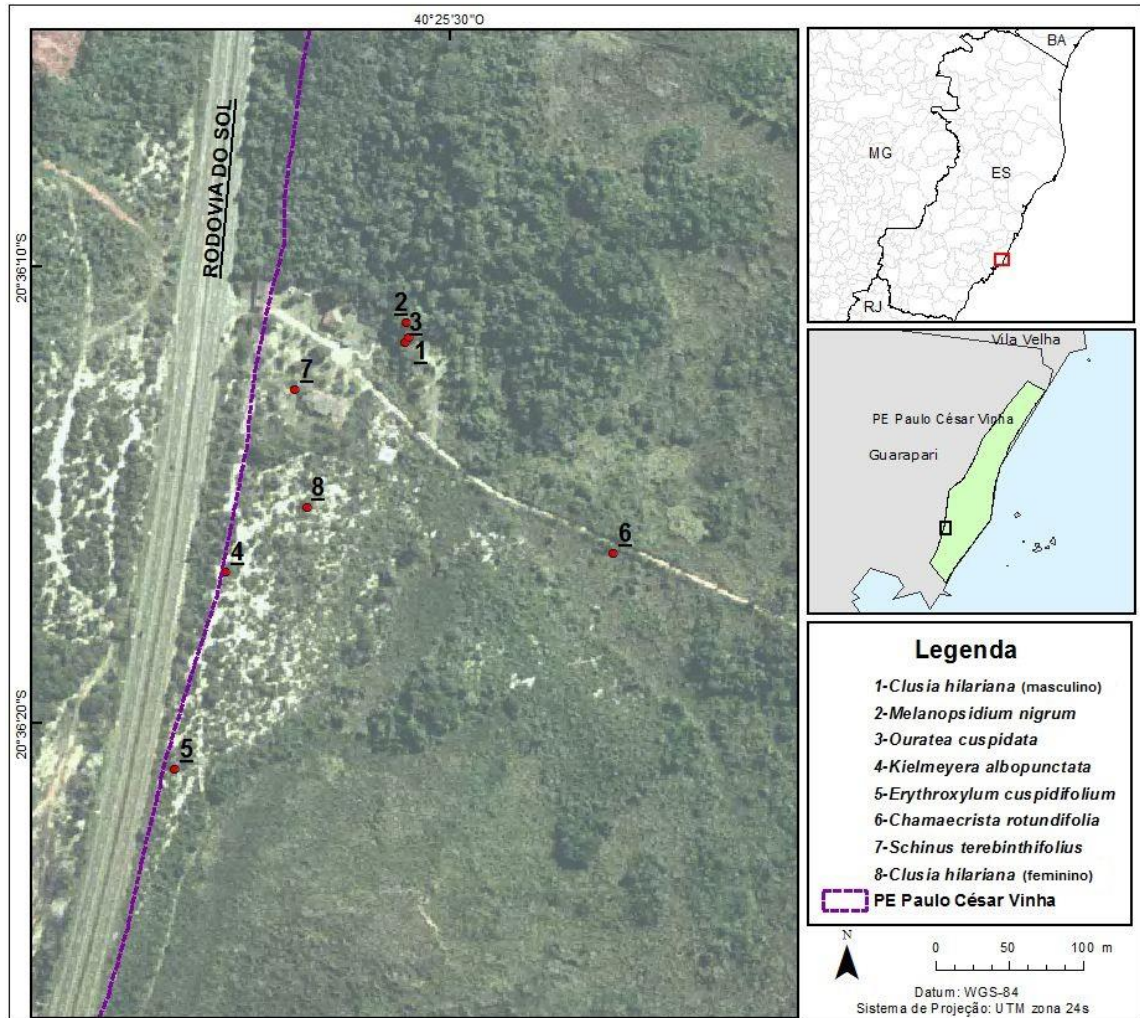 40°25'30"O
RODOVIA DO SOL
20°36'10"S
20°36'20"S
2
3
1
7
8
6
4
5
BA
MG
ES
RJ
Vila Velha
PE Paulo César Vinha
Guarapari
Legenda
1-Clusia hilariana (masculino)
2-Melanopsidium nigrum
3-Ouratea cuspidata
4-Kielmeyera albopunctata
5-Erythroxylum cuspidifolium
6-Chamaecrista rotundifolia
7-Schinus terebinthifolius
8-Clusia hilariana (feminino)
PE Paulo César Vinha
N
0 50 100 m
Datum: WGS-84
Sistema de Projeção: UTM zona 24s